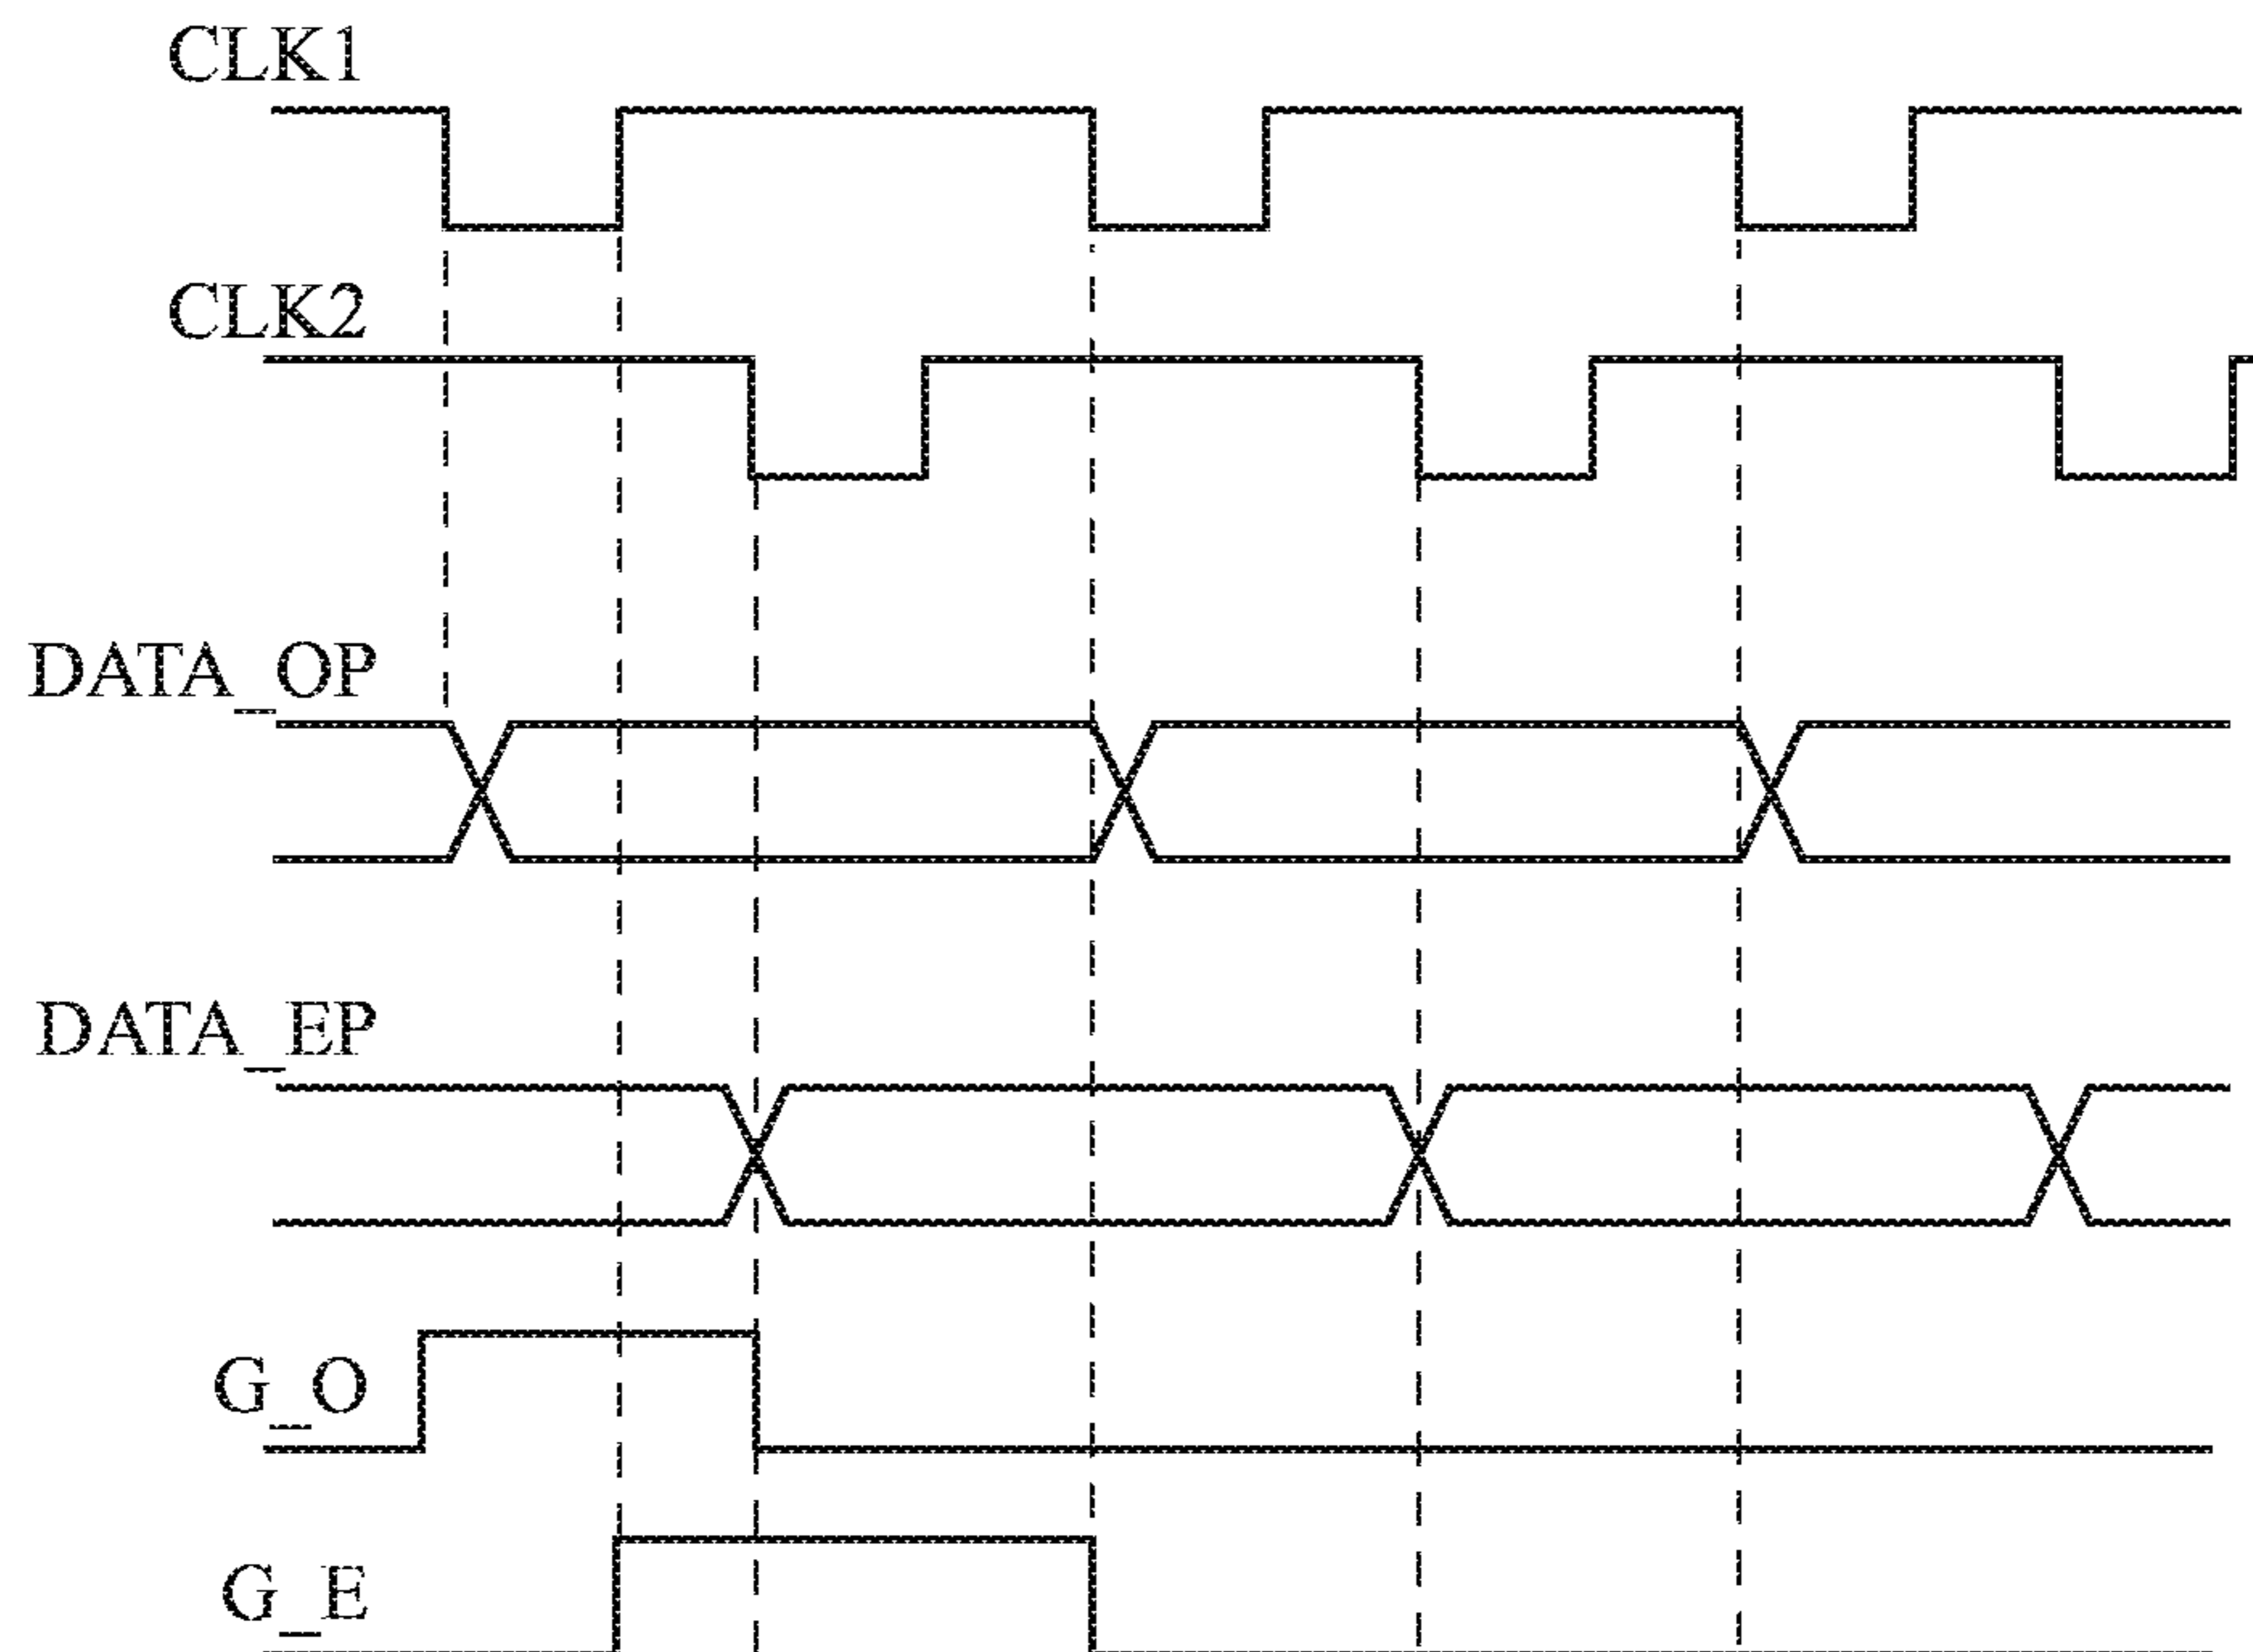 CLK1
CLK2
DATA_OP
DATA_EP
G_O
G_E